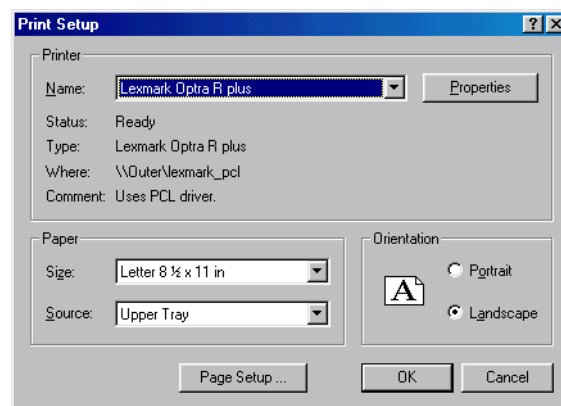 Print Setup
Printer
Name: Lexmark Optra R plus Properties
Status: Ready
Type: Lexmark Optra R plus
Where: \\Outer\lexmark_pcl
Comment: Uses PCL driver.
Paper
Size: Letter 8 ½ x 11 in
Source: Upper Tray
Orientation
A
Portrait
Landscape
Page Setup ... OK Cancel